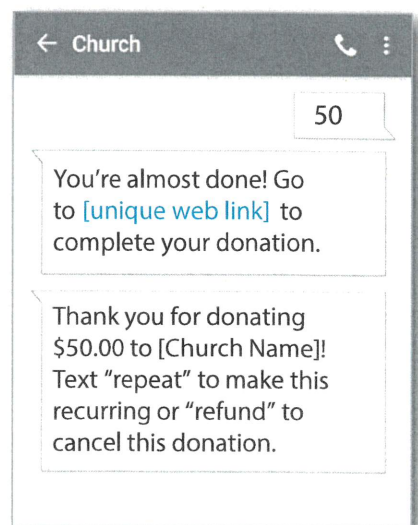 Church
50
You're almost done! Go
to [unique web link] to
complete your donation.
Thank you for donating
$50.00 to [Church Name]!
Text “repeat” to make this
recurring or “refund” to
cancel this donation.